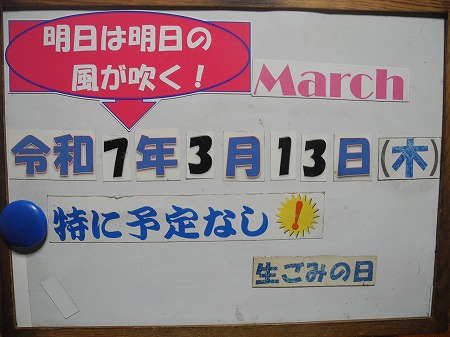 明日は明日の
風が吹く!
March
令和7年3月13日(木)
特に予定なし!
生ごみの日